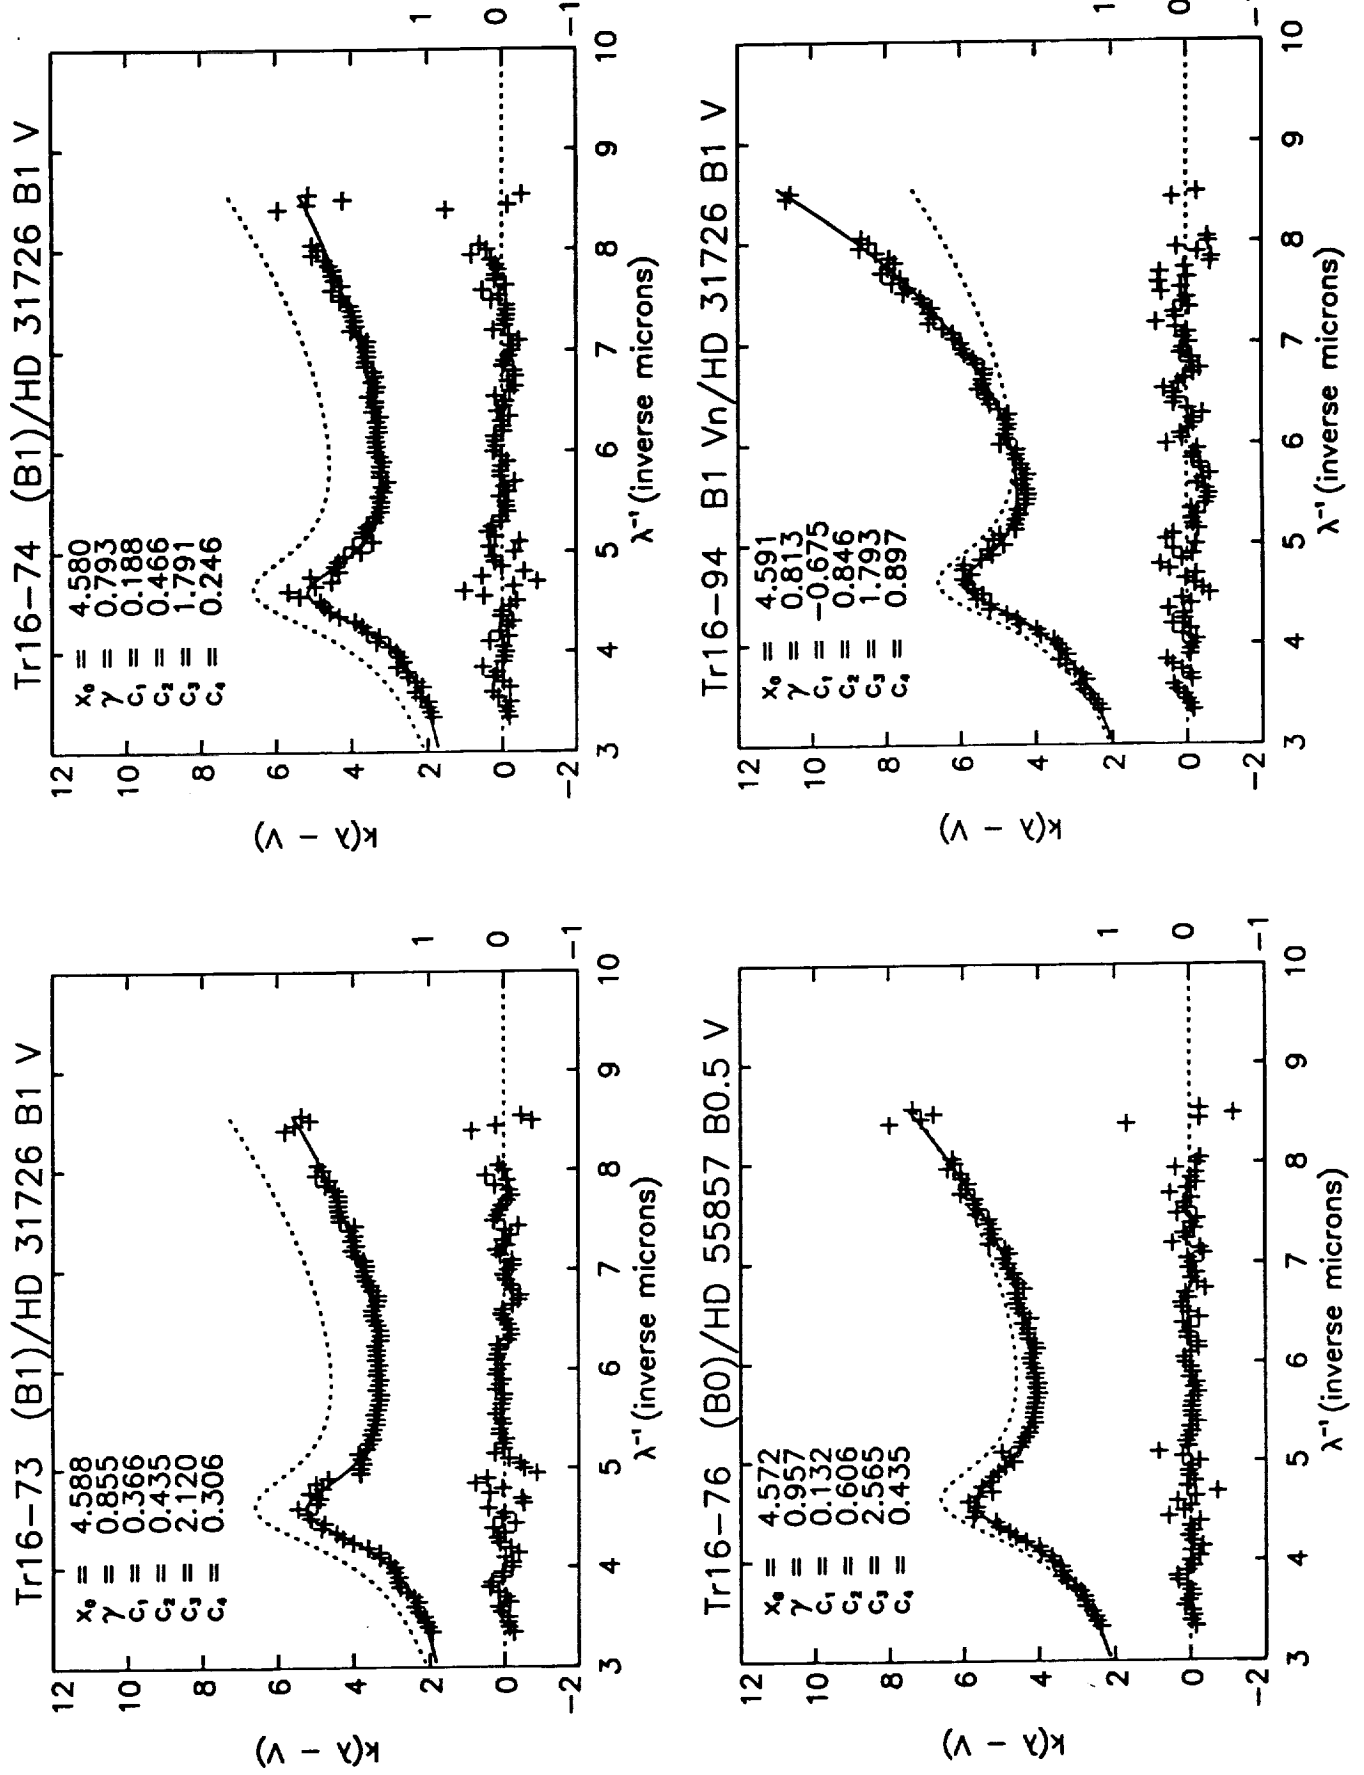 Tr16-73 (B1)/HD 31726 B1 V
x₀ = 4.588
γ = 0.855
C₁ = 0.366
C₂ = 0.435
C₃ = 2.120
C₄ = 0.306
k(λ - V)
12
10
8
6
4
2
0
-2
1
0
-1
3 4 5 6 7 8 9 10
λ⁻¹ (inverse microns)
Tr16-74 (B1)/HD 31726 B1 V
x₀ = 4.580
γ = 0.793
C₁ = 0.188
C₂ = 0.466
C₃ = 1.791
C₄ = 0.246
k(λ - V)
12
10
8
6
4
2
0
-2
1
0
-1
3 4 5 6 7 8 9 10
λ⁻¹ (inverse microns)
Tr16-76 (B0)/HD 55857 B0.5 V
x₀ = 4.572
γ = 0.957
C₁ = 0.132
C₂ = 0.606
C₃ = 2.565
C₄ = 0.435
k(λ - V)
12
10
8
6
4
2
0
-2
1
0
-1
3 4 5 6 7 8 9 10
λ⁻¹ (inverse microns)
Tr16-94 B1 Vn/HD 31726 B1 V
x₀ = 4.591
γ = 0.813
C₁ = -0.675
C₂ = 0.846
C₃ = 1.793
C₄ = 0.897
k(λ - V)
12
10
8
6
4
2
0
-2
1
0
3 4 5 6 7 8 9 10
λ⁻¹ (inverse microns)